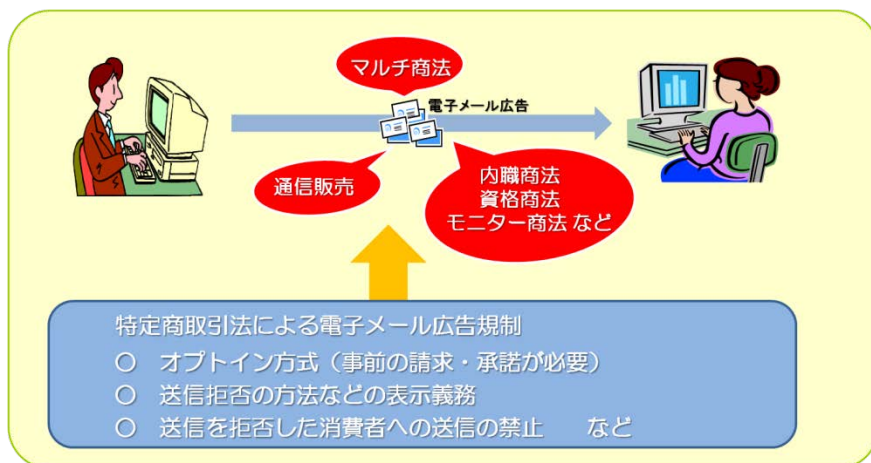 マルチ商法
電子メール広告
通信販売
内職商法
資格商法
モニター商法 など
特定商取引法による電子メール広告規制
○ オプトイン方式（事前の請求・承諾が必要）
○ 送信拒否の方法などの表示義務
○ 送信を拒否した消費者への送信の禁止 など